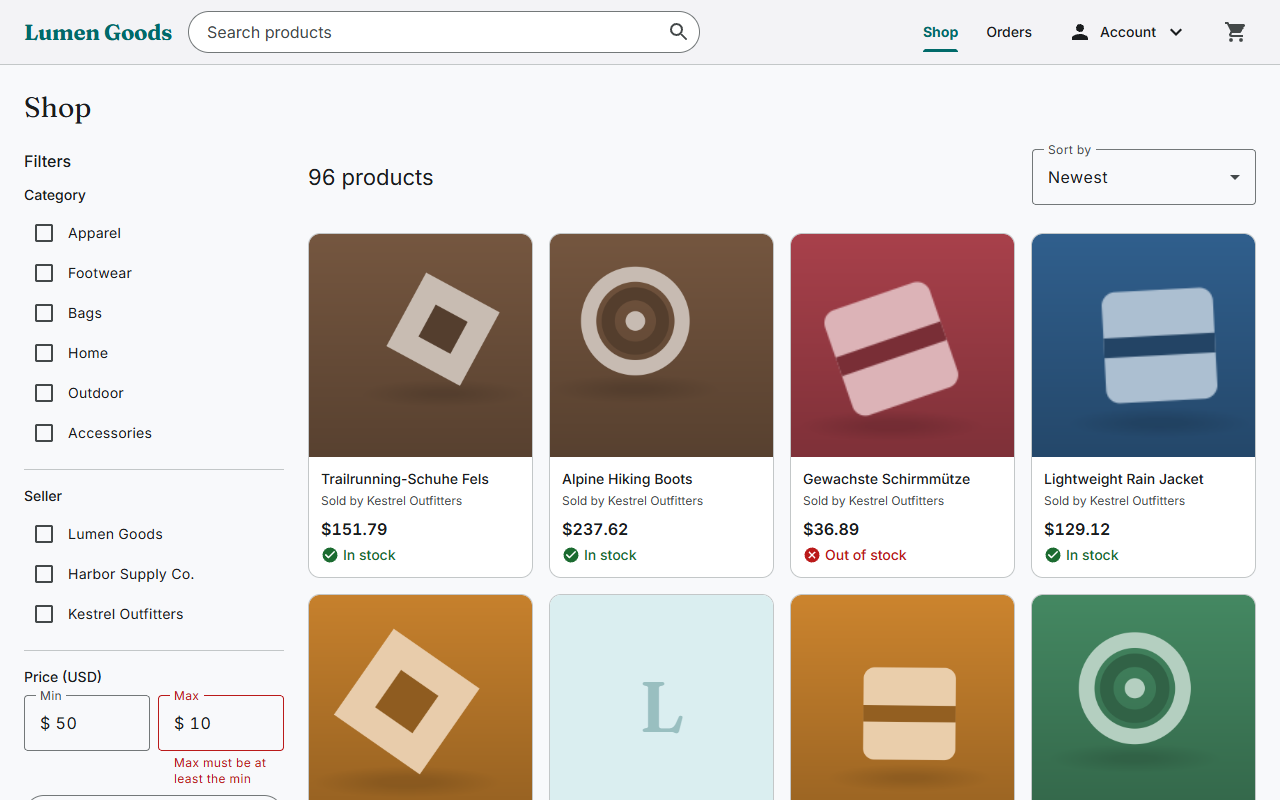 Lumen Goods
Search products
Shop
Orders
Account
Shop
Filters
Category
Apparel
Footwear
Bags
Home
Outdoor
Accessories
Seller
Lumen Goods
Harbor Supply Co.
Kestrel Outfitters
Price (USD)
Min
$ 50
Max
$ 10
Max must be at
least the min
96 products
Sort by
Newest
Trailrunning-Schuhe Fels
Sold by Kestrel Outfitters
$151.79
In stock
Alpine Hiking Boots
Sold by Kestrel Outfitters
$237.62
In stock
Gewachste Schirmmütze
Sold by Kestrel Outfitters
$36.89
Out of stock
Lightweight Rain Jacket
Sold by Kestrel Outfitters
$129.12
In stock
L